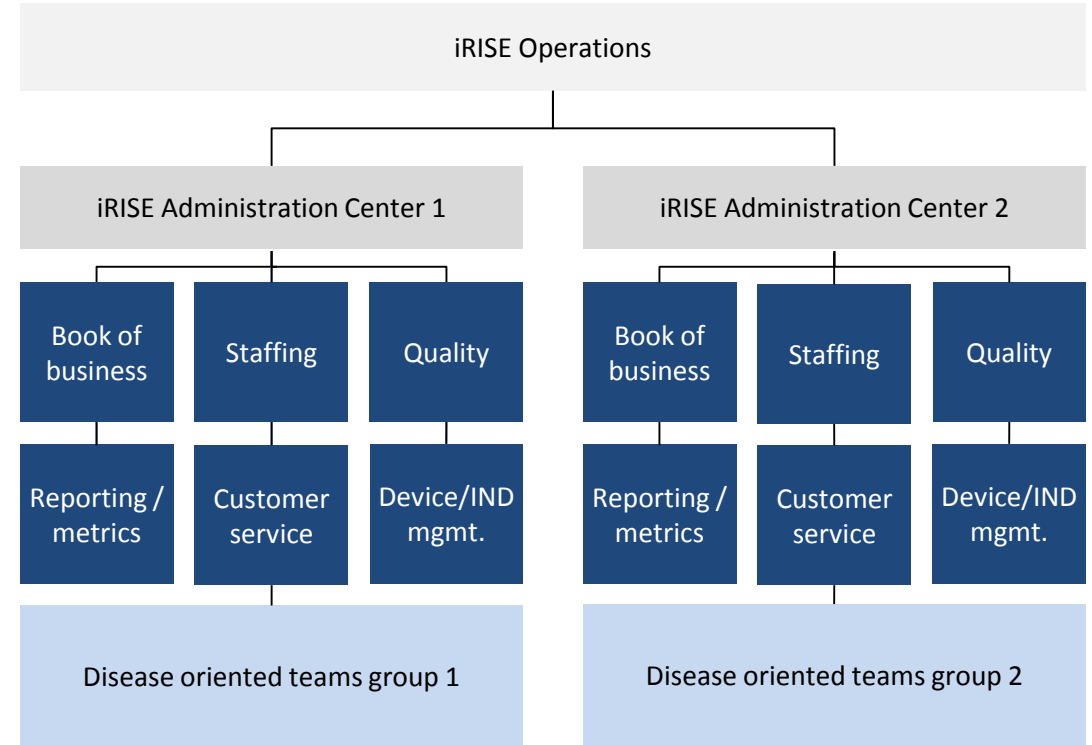 iRISE Operations
iRISE Administration Center 1
iRISE Administration Center 2
Book of
business
Staffing
Quality
Book of
business
Staffing
Quality
Reporting /
metrics
Customer
service
Device/IND
mgmt.
Reporting /
metrics
Customer
service
Device/IND
mgmt.
Disease oriented teams group 1
Disease oriented teams group 2